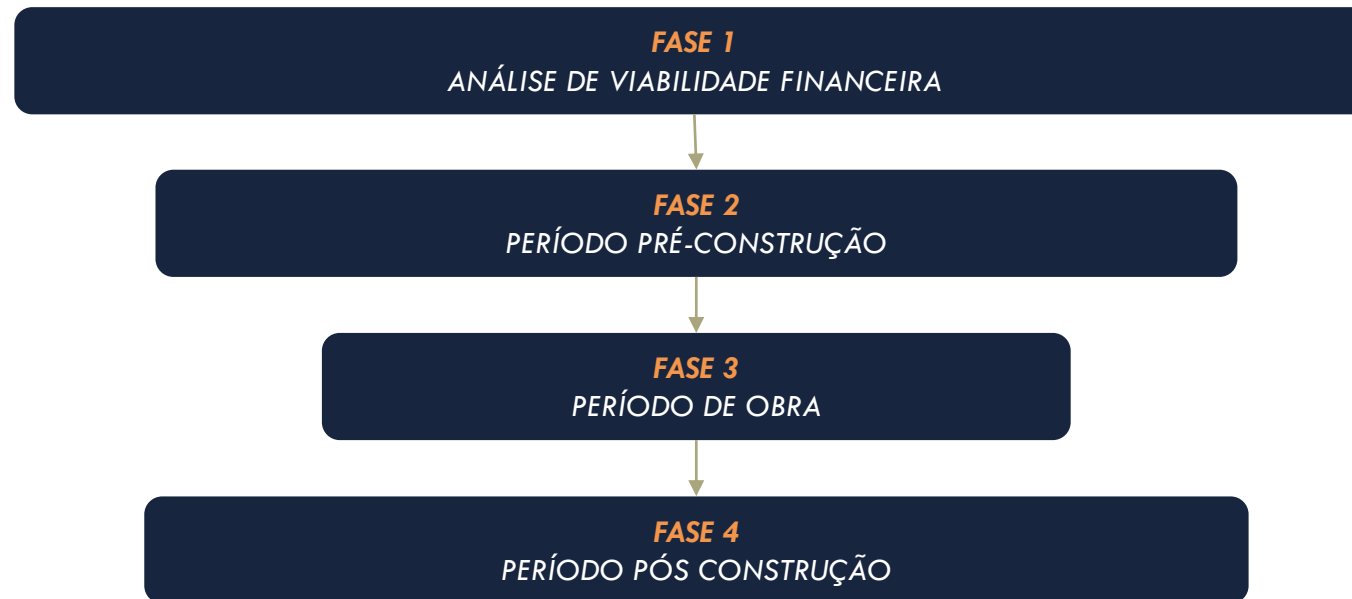 FASE 1
ANÁLISE DE VIABILIDADE FINANCEIRA
FASE 2
PERÍODO PRÉ-CONSTRUÇÃO
FASE 3
PERÍODO DE OBRA
FASE 4
PERÍODO PÓS CONSTRUÇÃO